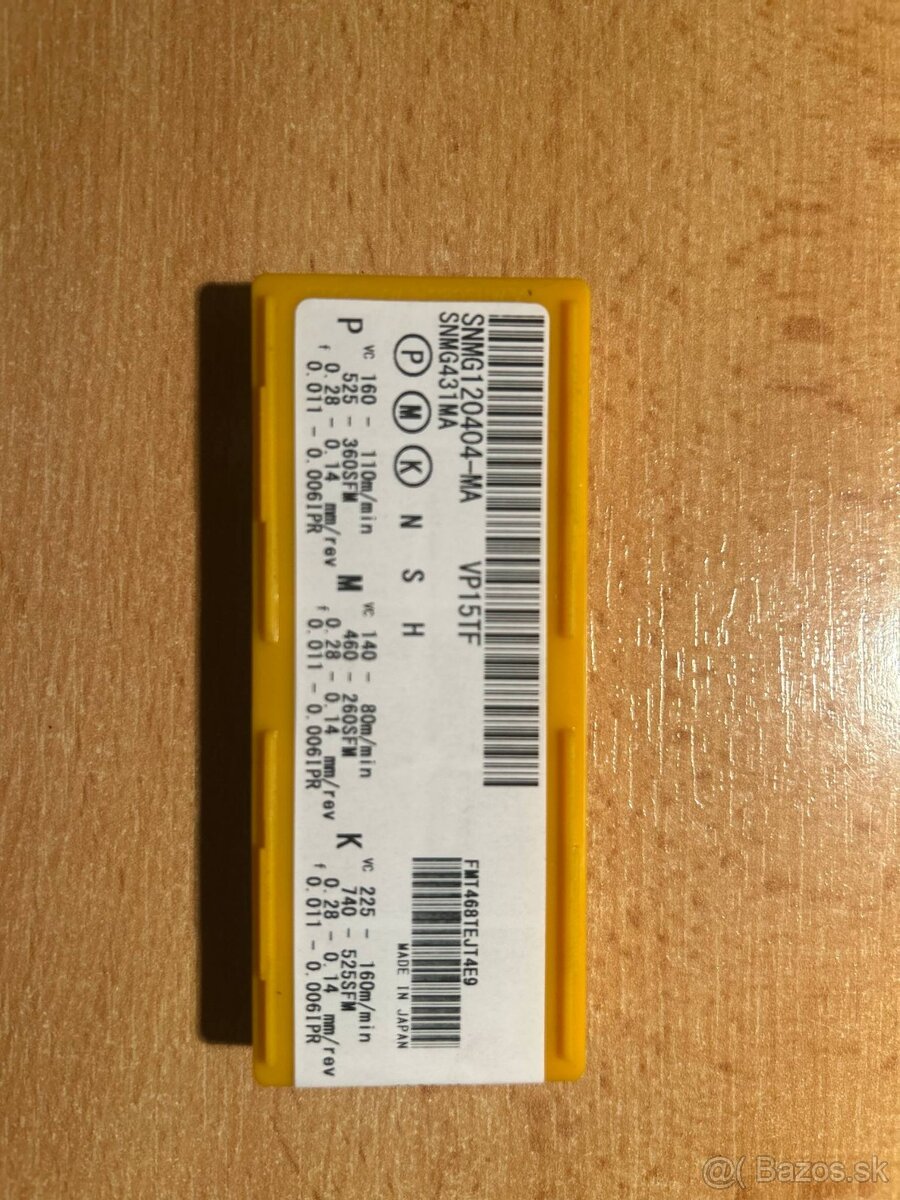 SNMG120404-MA VP15TF
SNMG431MA
P M K N S H
FMT468TEJT4E9
MADE IN JAPAN
P VC 160 - 110m/min
525 - 360SFM
f 0.28 - 0.14 mm/rev
0.011 - 0.006IPR
M VC 140 - 80m/min
460 - 260SFM
f 0.28 - 0.14 mm/rev
0.011 - 0.006IPR
K VC 225 - 160m/min
740 - 525SFM
f 0.28 - 0.14 mm/rev
0.011 - 0.006IPR
@( Bazos.sk